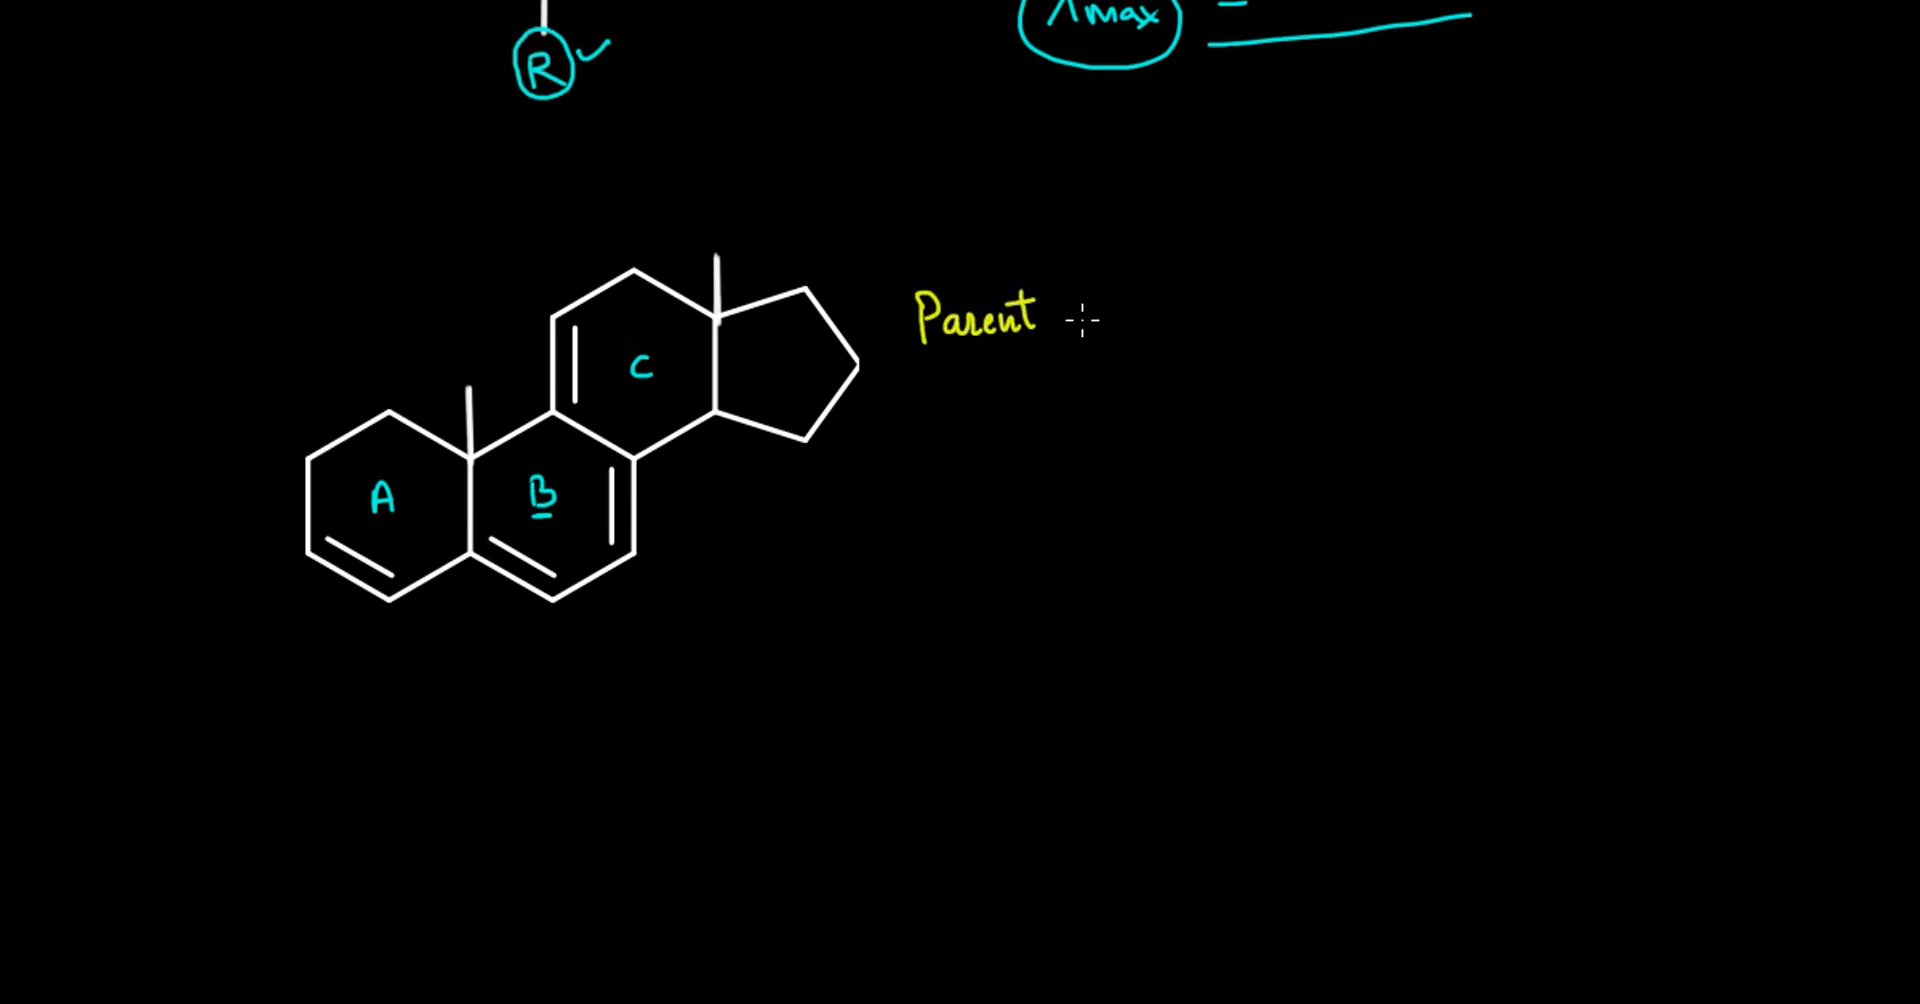 λmax =
R ✓
Parent
C
A
B